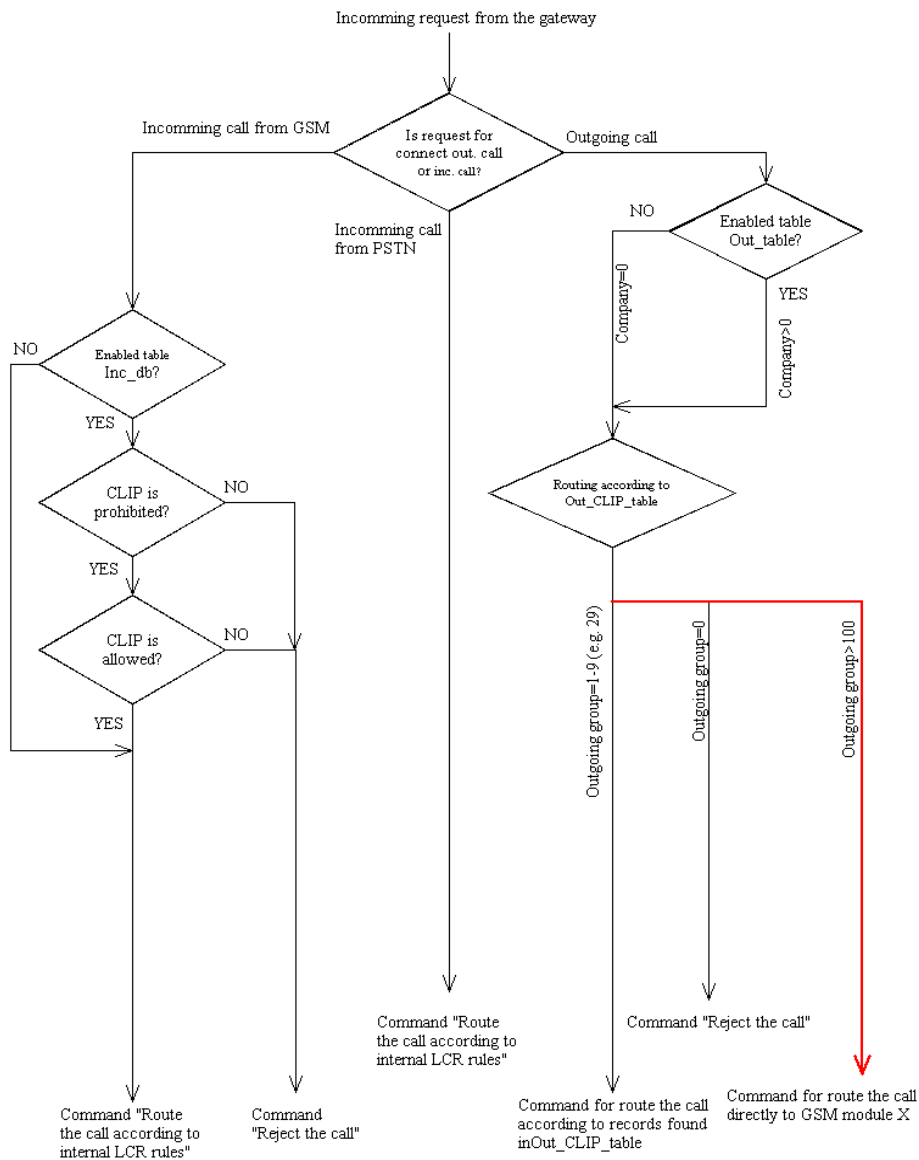 Incomming request from the gateway
Incomming call from GSM
Is request for
connect out. call
or inc. call?
Outgoing call
Incomming call
from PSTN
NO
Enabled table
Out_table?
YES
Company=0
Company>0
NO
Enabled table
Inc_db?
YES
CLIP is
prohibited?
NO
YES
Routing according to
Out_CLIP_table
CLIP is
allowed?
NO
YES
Outgoing group=1-9 (e.g. 29)
Outgoing group=0
Outgoing group>100
Command "Route
the call according to
internal LCR rules"
Command "Reject the call"
Command "Route
the call according to
internal LCR rules"
Command
"Reject the call"
Command for route the call
according to records found
inOut_CLIP_table
Command for route the call
directly to GSM module X